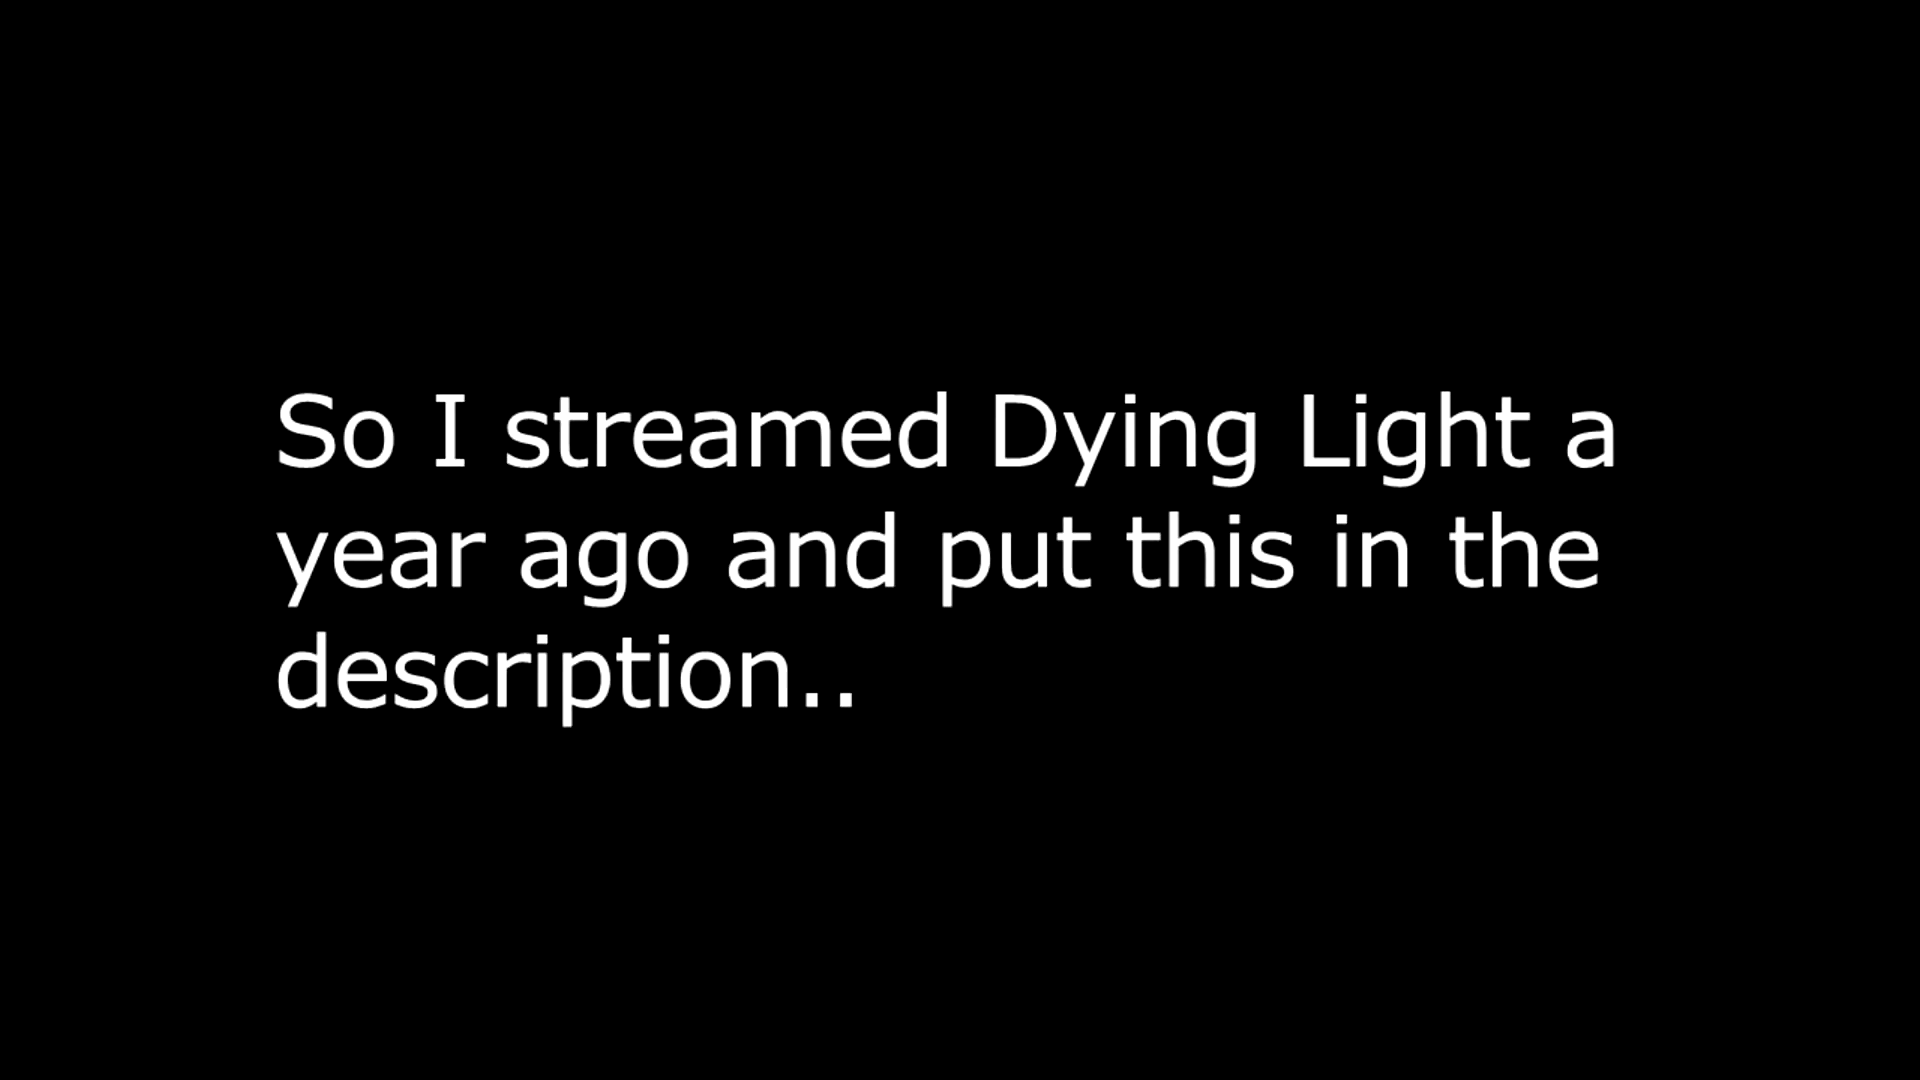 So I streamed Dying Light a
year ago and put this in the
description..